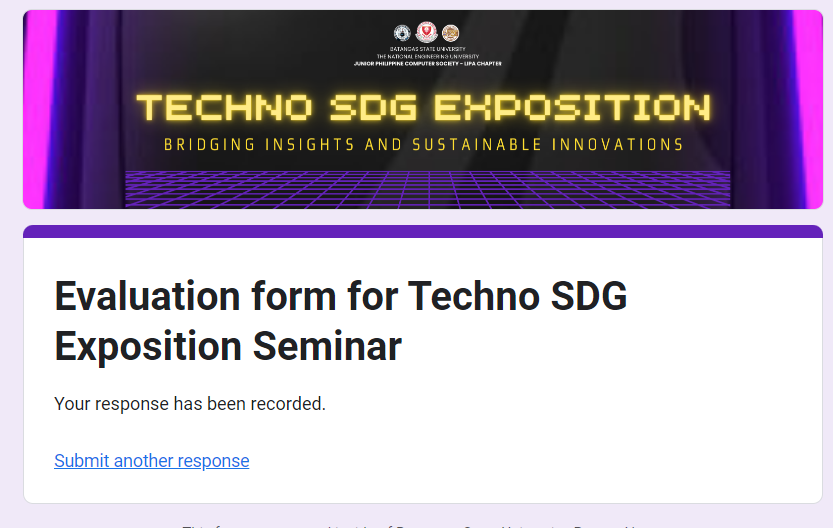 BATANGAS STATE UNIVERSITY
THE NATIONAL ENGINEERING UNIVERSITY
JUNIOR PHILIPPINE COMPUTER SOCIETY - LIPA CHAPTER
TECHNO SDG EXPOSITION
BRIDGING INSIGHTS AND SUSTAINABLE INNOVATIONS
Evaluation form for Techno SDG
Exposition Seminar
Your response has been recorded.
Submit another response